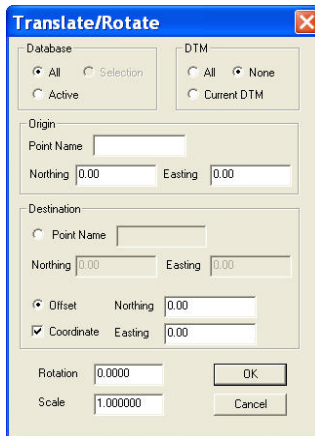 Translate/Rotate
Database
DTM
All Selection
All None
Active
Current DTM
Origin
Point Name
Northing 0.00 Easting 0.00
Destination
Point Name
Northing 0.00 Easting 0.00
Offset Northing 0.00
Coordinate Easting 0.00
Rotation 0.0000 OK
Scale 1.000000 Cancel